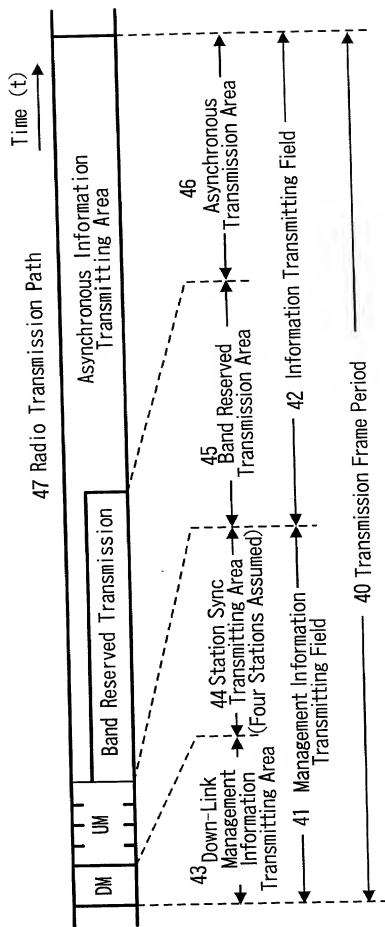 47 Radio Transmission Path
Time (t)
DM
UM
Band Reserved Transmission
Asynchronous Information
Transmitting Area
43 Down-Link
Management
Information
Transmitting Area
44 Station Sync
Transmitting Area
(Four Stations Assumed)
45
Band Reserved
Transmission Area
46
Asynchronous
Transmission Area
41 Management Information
Transmitting Field
42 Information Transmitting Field
40 Transmission Frame Period